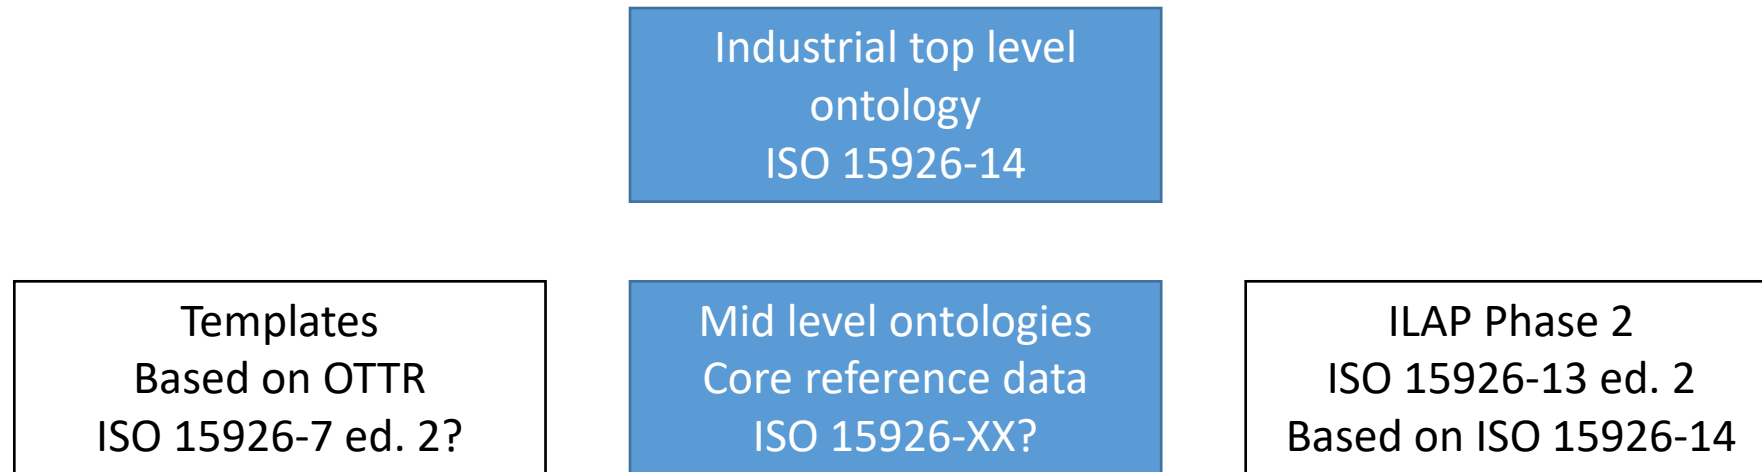 Industrial top level
ontology
ISO 15926-14
Templates
Based on OTTR
ISO 15926-7 ed. 2?
Mid level ontologies
Core reference data
ISO 15926-XX?
ILAP Phase 2
ISO 15926-13 ed. 2
Based on ISO 15926-14